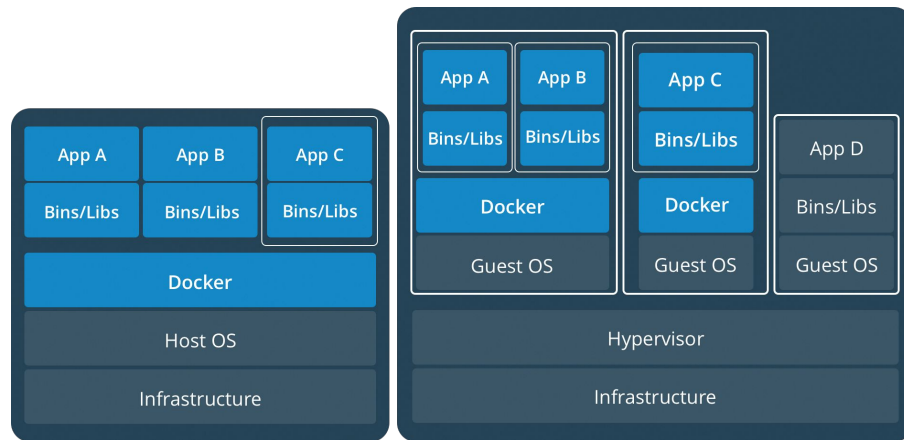 App A
App B
App C
Bins/Libs
Bins/Libs
Bins/Libs
Docker
Host OS
Infrastructure
App A
App B
App C
Bins/Libs
Bins/Libs
Bins/Libs
App D
Docker
Docker
Bins/Libs
Guest OS
Guest OS
Guest OS
Hypervisor
Infrastructure